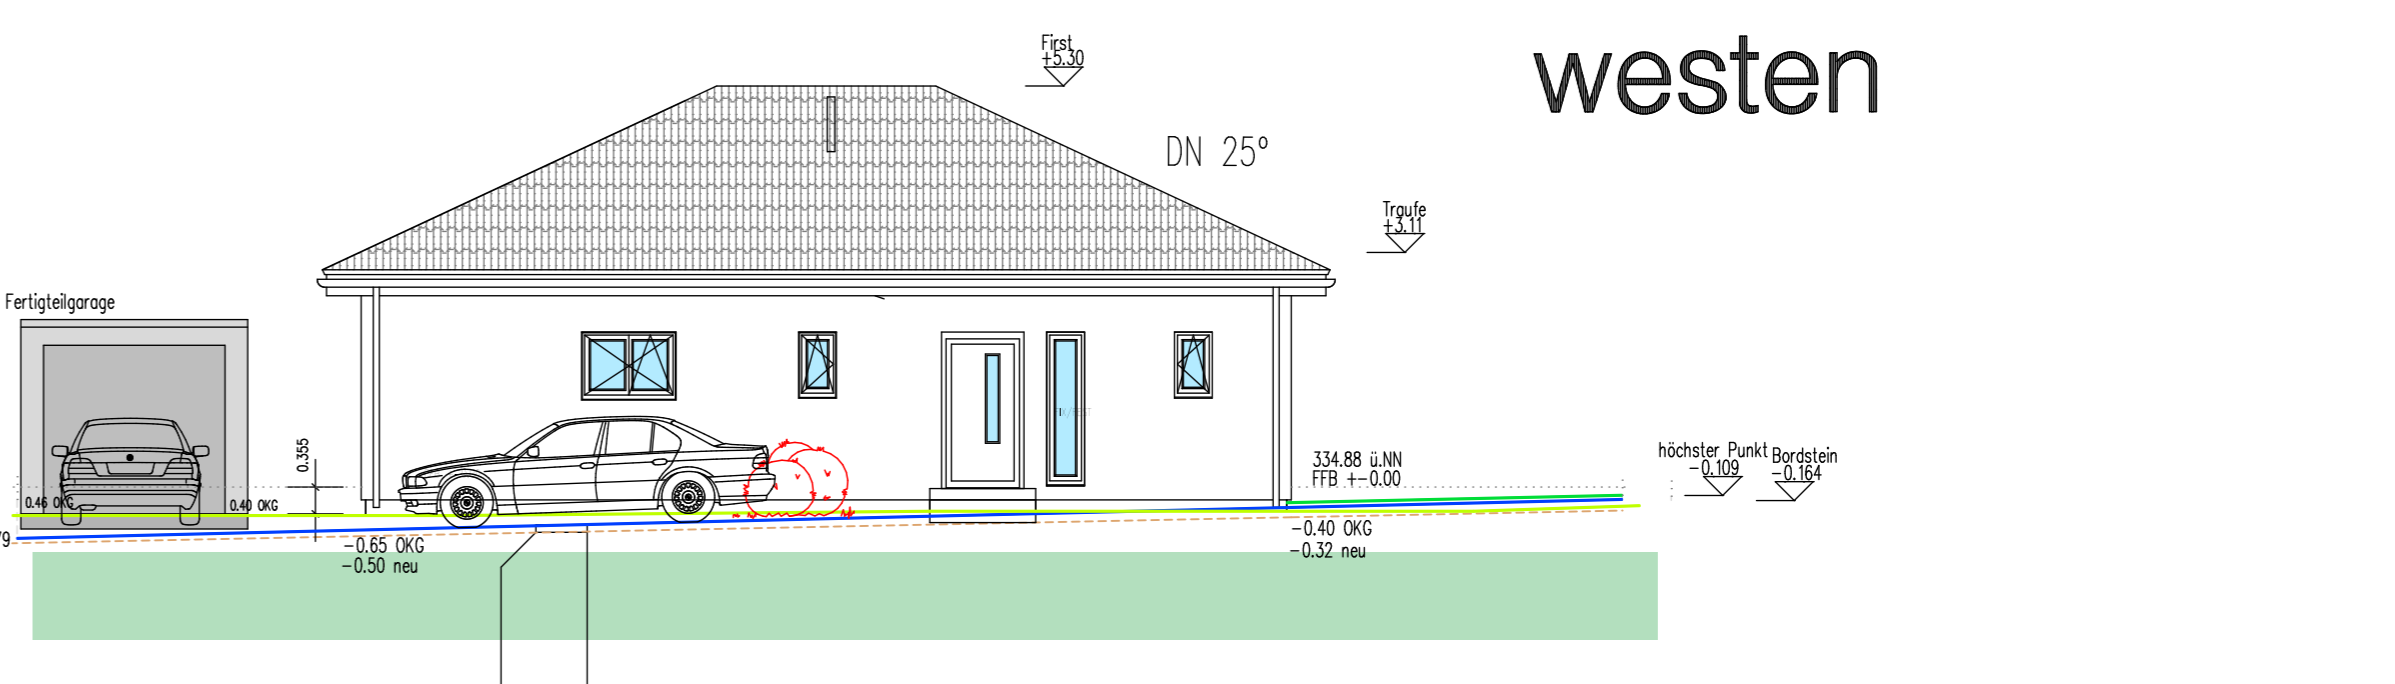 First
+5.30
westen
DN 25°
Traufe
+3.11
Fertigteilgarage
0.355
0.46 OKG
0.40 OKG
334.88 ü.NN
FFB +-0.00
höchster Punkt
-0.109
Bordstein
-0.164
-0.65 OKG
-0.50 neu
-0.40 OKG
-0.32 neu